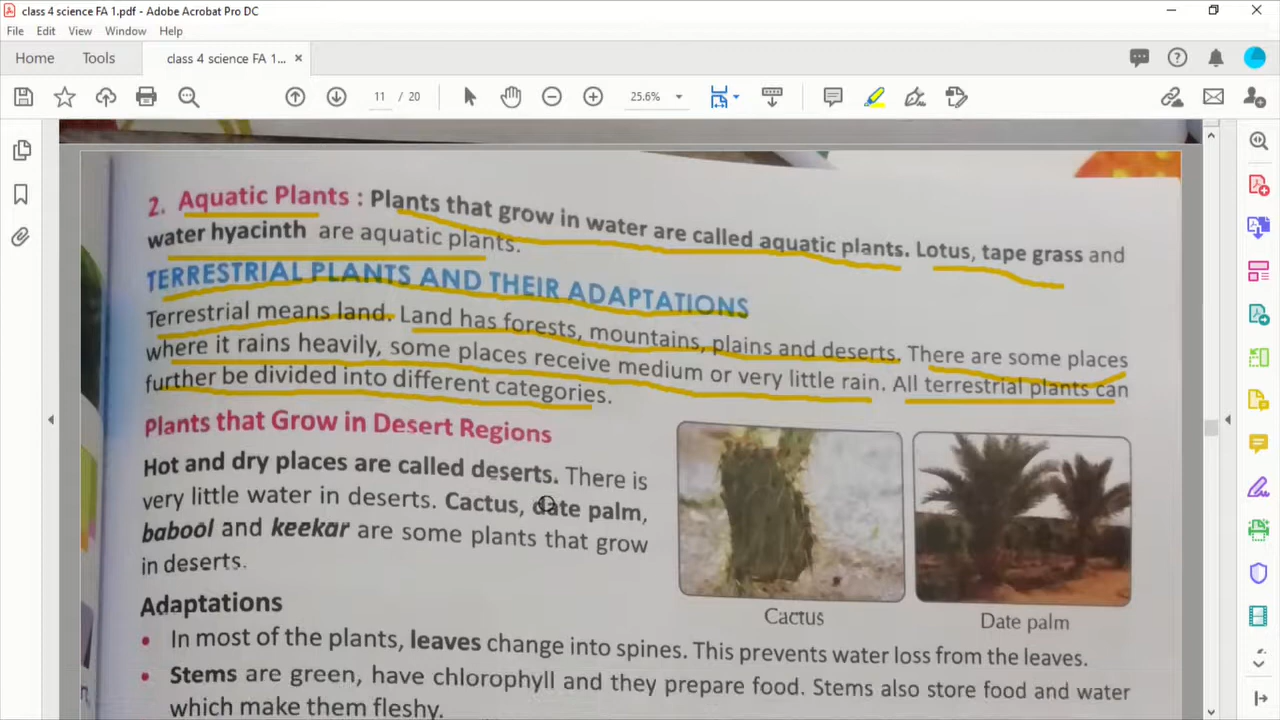 class 4 science FA 1.pdf - Adobe Acrobat Pro DC
File Edit View Window Help
Home Tools class 4 science FA 1...
11 / 20 25.6%
2. Aquatic Plants : Plants that grow in water are called aquatic plants. Lotus, tape grass and
water hyacinth are aquatic plants.
TERRESTRIAL PLANTS AND THEIR ADAPTATIONS
Terrestrial means land. Land has forests, mountains, plains and deserts. There are some places
where it rains heavily, some places receive medium or very little rain. All terrestrial plants can
further be divided into different categories.
Plants that Grow in Desert Regions
Hot and dry places are called deserts. There is
very little water in deserts. Cactus, date palm,
babool and keekar are some plants that grow
in deserts.
Cactus
Date palm
Adaptations
• In most of the plants, leaves change into spines. This prevents water loss from the leaves.
• Stems are green, have chlorophyll and they prepare food. Stems also store food and water
which make them fleshy.